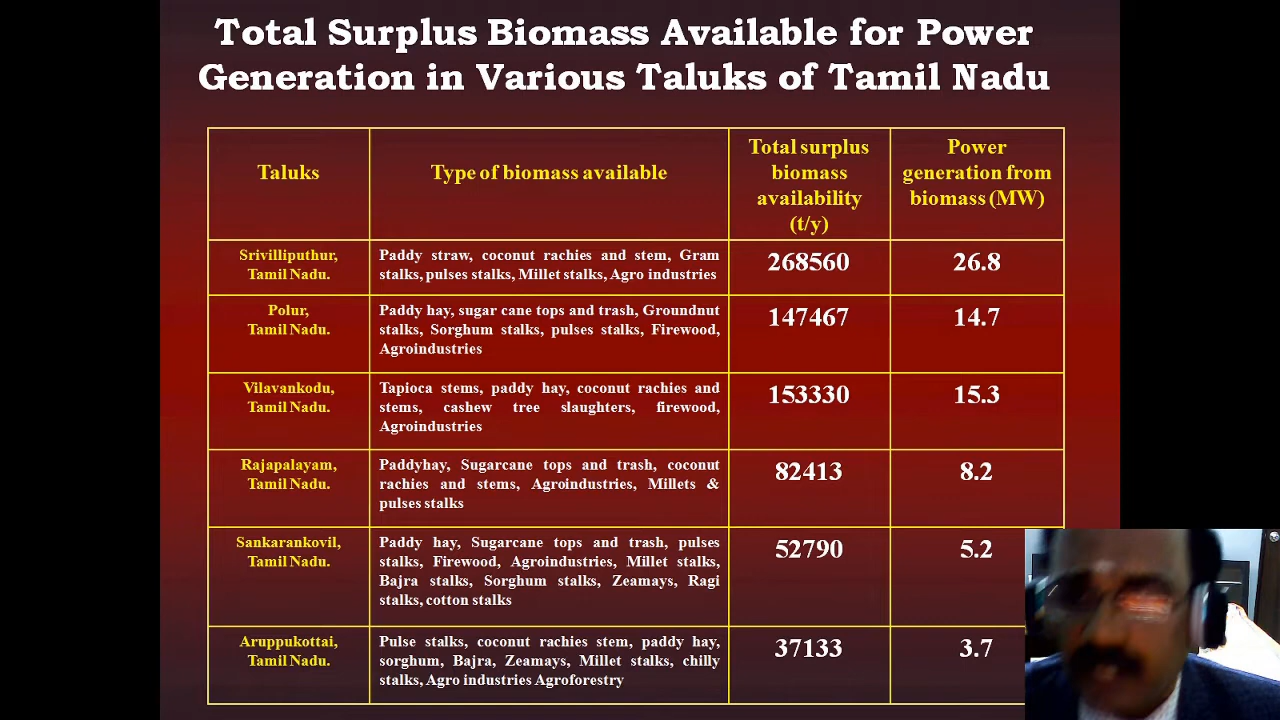 Total Surplus Biomass Available for Power
Generation in Various Taluks of Tamil Nadu
Taluks
Type of biomass available
Total surplus
biomass
availability
(t/y)
Power
generation from
biomass (MW)
Srivilliputhur,
Tamil Nadu.
Paddy straw, coconut rachies and stem, Gram
stalks, pulses stalks, Millet stalks, Agro industries
268560
26.8
Polur,
Tamil Nadu.
Paddy hay, sugar cane tops and trash, Groundnut
stalks, Sorghum stalks, pulses stalks, Firewood,
Agroindustries
147467
14.7
Vilavankodu,
Tamil Nadu.
Tapioca stems, paddy hay, coconut rachies and
stems, cashew tree slaughters, firewood,
Agroindustries
153330
15.3
Rajapalayam,
Tamil Nadu.
Paddyhay, Sugarcane tops and trash, coconut
rachies and stems, Agroindustries, Millets &
pulses stalks
82413
8.2
Sankarankovil,
Tamil Nadu.
Paddy hay, Sugarcane tops and trash, pulses
stalks, Firewood, Agroindustries, Millet stalks,
Bajra stalks, Sorghum stalks, Zeamays, Ragi
stalks, cotton stalks
52790
5.2
Aruppukottai,
Tamil Nadu.
Pulse stalks, coconut rachies stem, paddy hay,
sorghum, Bajra, Zeamays, Millet stalks, chilly
stalks, Agro industries Agroforestry
37133
3.7